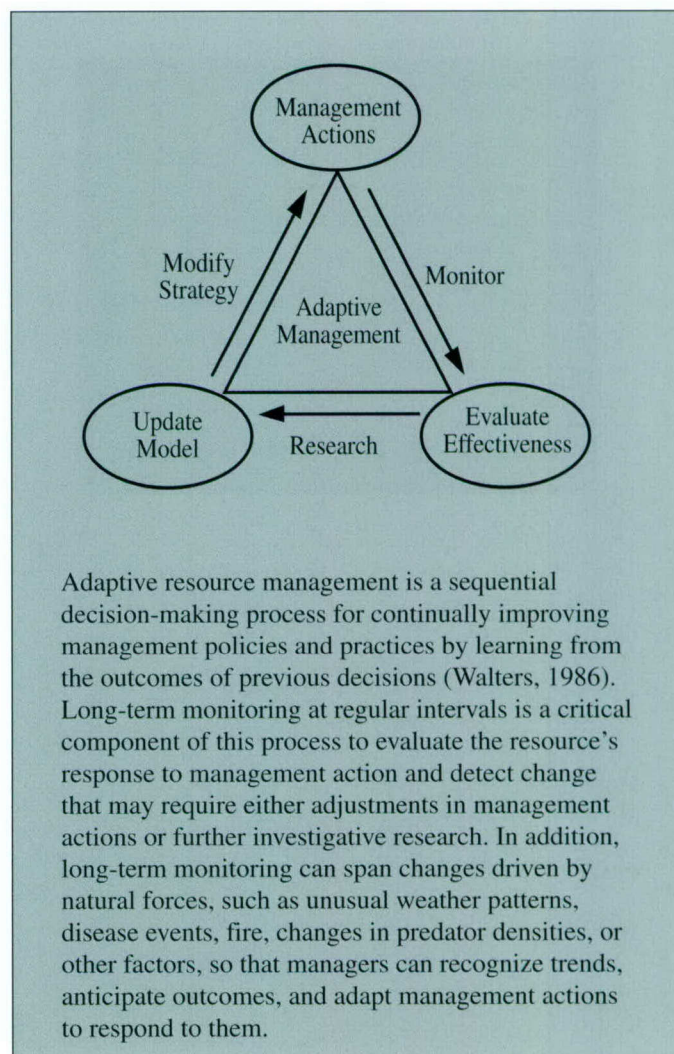 Management
Actions
Modify
Strategy
Monitor
Adaptive
Management
Update
Model
Research
Evaluate
Effectiveness
Adaptive resource management is a sequential
decision-making process for continually improving
management policies and practices by learning from
the outcomes of previous decisions (Walters, 1986).
Long-term monitoring at regular intervals is a critical
component of this process to evaluate the resource's
response to management action and detect change
that may require either adjustments in management
actions or further investigative research. In addition,
long-term monitoring can span changes driven by
natural forces, such as unusual weather patterns,
disease events, fire, changes in predator densities, or
other factors, so that managers can recognize trends,
anticipate outcomes, and adapt management actions
to respond to them.